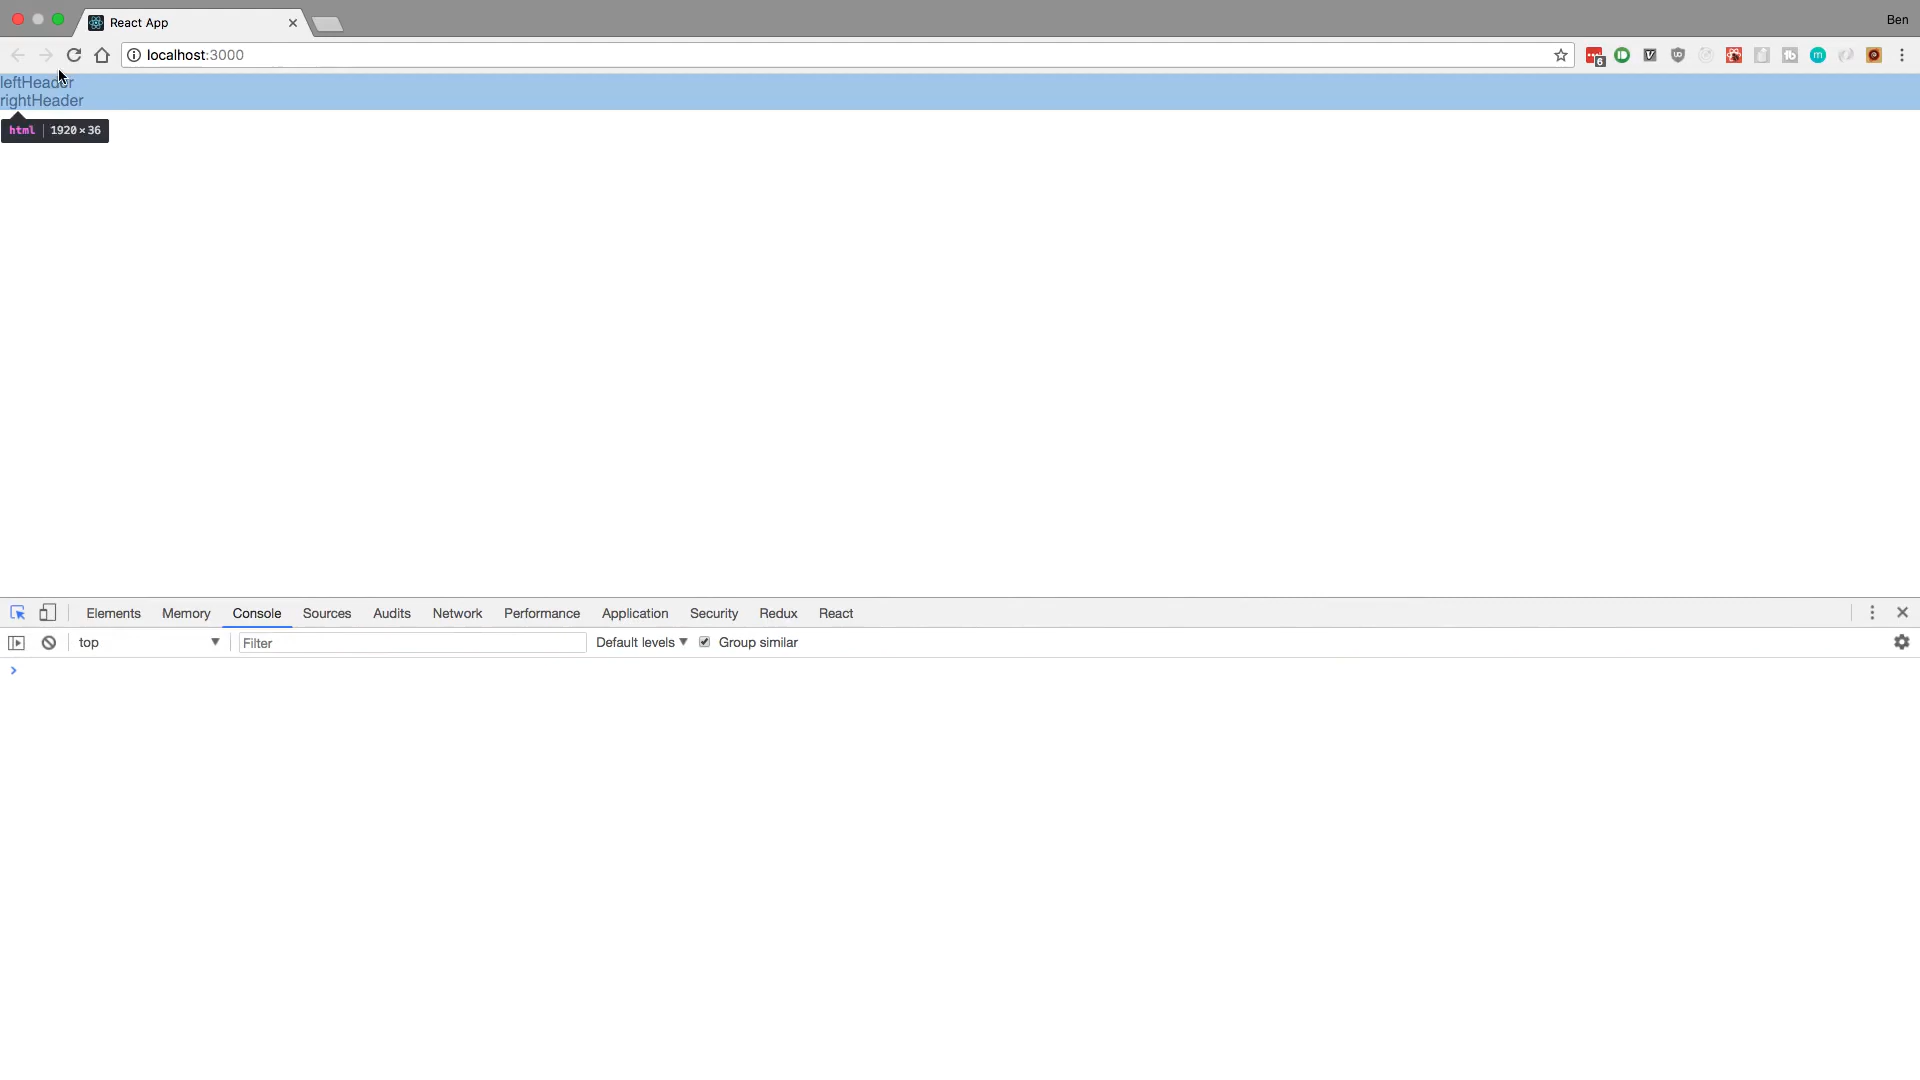 React App
Ben
localhost:3000
6
leftHeader
rightHeader
html 1920 × 36
Elements Memory Console Sources Audits Network Performance Application Security Redux React
top Filter Default levels Group similar